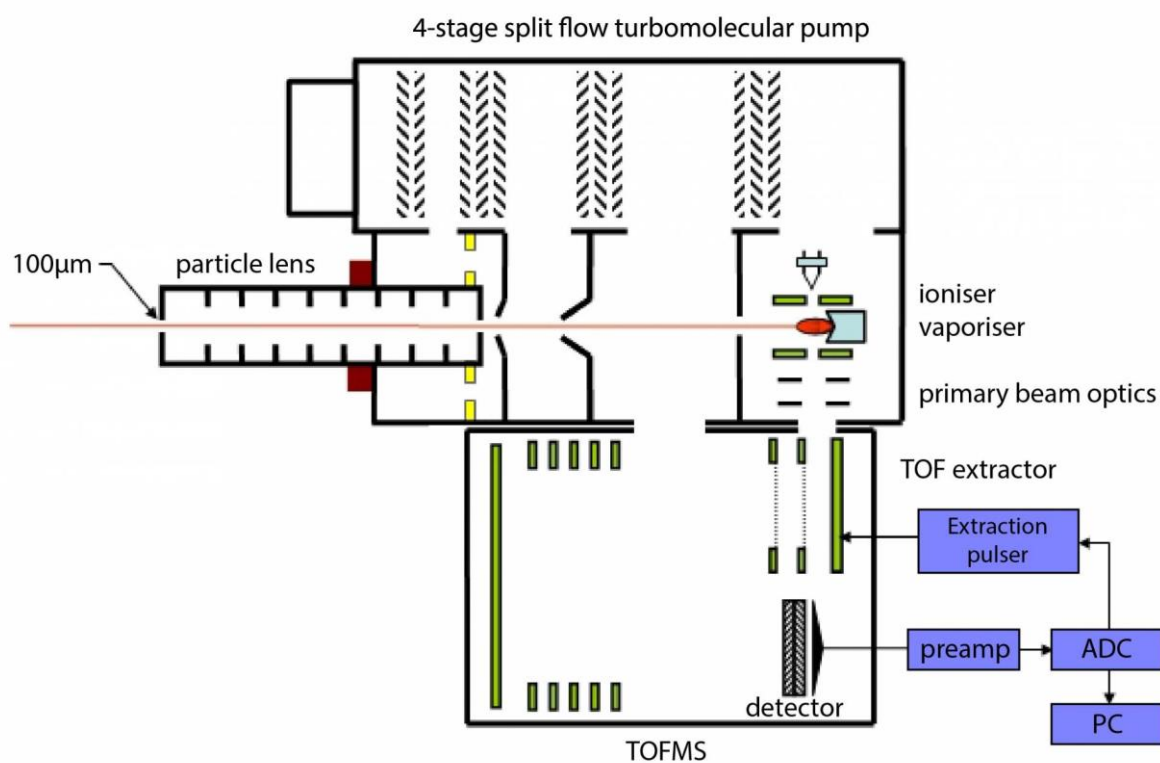 4-stage split flow turbomolecular pump
100µm
particle lens
ioniser
vaporiser
primary beam optics
TOF extractor
Extraction
pulser
preamp
ADC
detector
PC
TOFMS